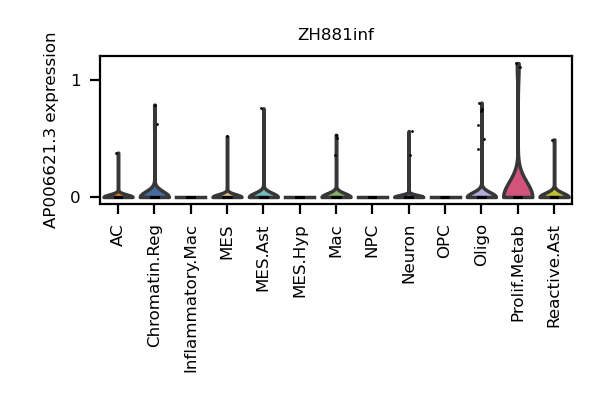 ZH881inf
AP006621.3 expression
1
0
AC
Chromatin.Reg
Inflammatory.Mac
MES
MES.Ast
MES.Hyp
Mac
NPC
Neuron
OPC
Oligo
Prolif.Metab
Reactive.Ast